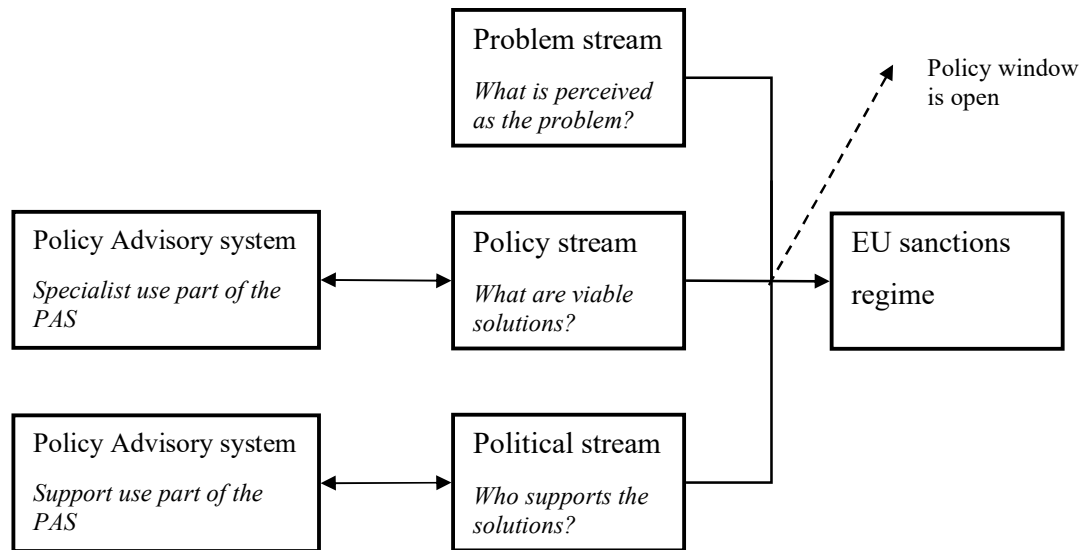 Problem stream
What is perceived
as the problem?
Policy window
is open
Policy Advisory system
Specialist use part of the
PAS
Policy stream
What are viable
solutions?
EU sanctions
regime
Policy Advisory system
Support use part of the
PAS
Political stream
Who supports the
solutions?